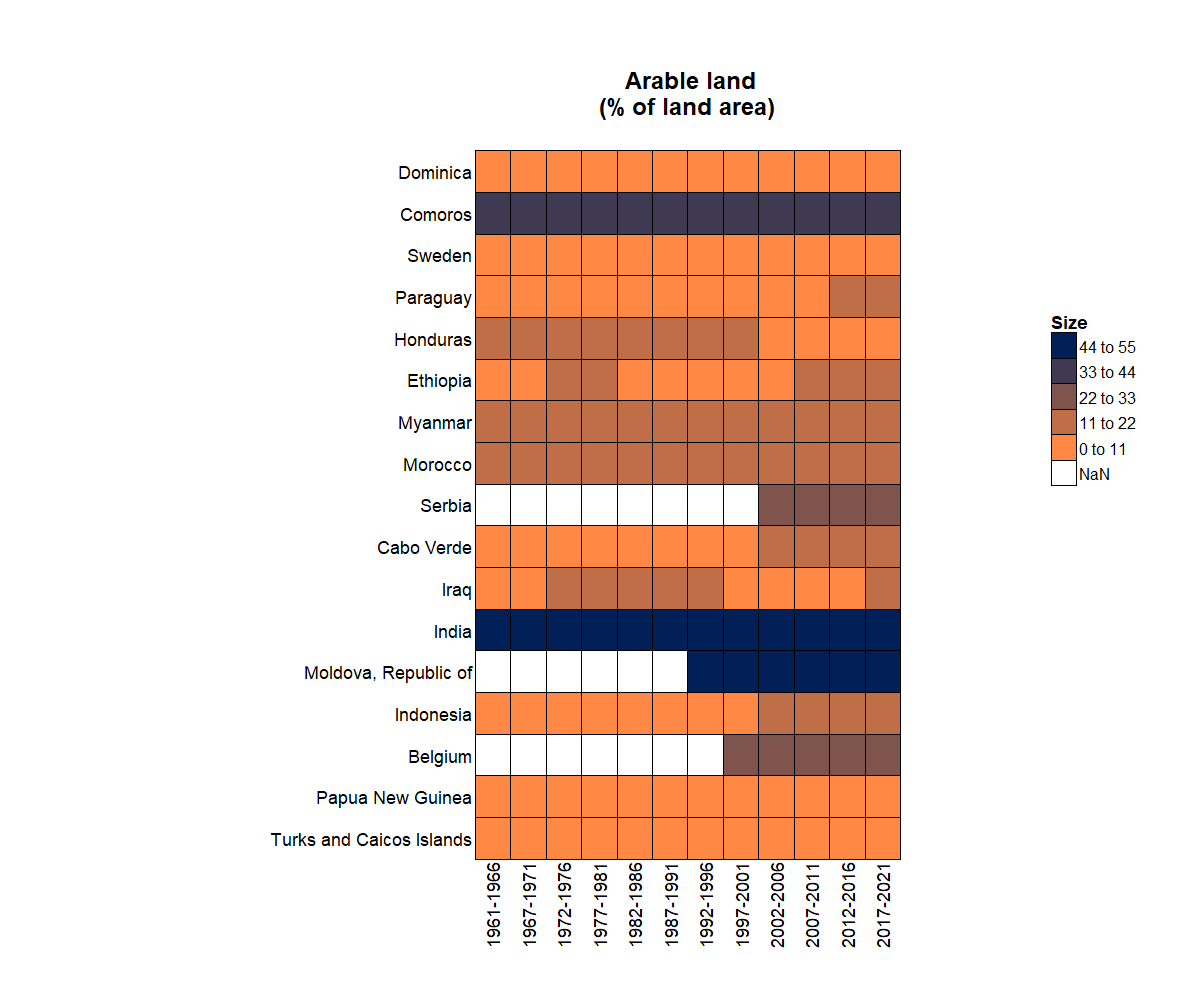 Arable land
(% of land area)
Dominica
Comoros
Sweden
Paraguay
Honduras
Ethiopia
Myanmar
Morocco
Serbia
Cabo Verde
Iraq
India
Moldova, Republic of
Indonesia
Belgium
Papua New Guinea
Turks and Caicos Islands
1961-1966
1967-1971
1972-1976
1977-1981
1982-1986
1987-1991
1992-1996
1997-2001
2002-2006
2007-2011
2012-2016
2017-2021
Size
44 to 55
33 to 44
22 to 33
11 to 22
0 to 11
NaN